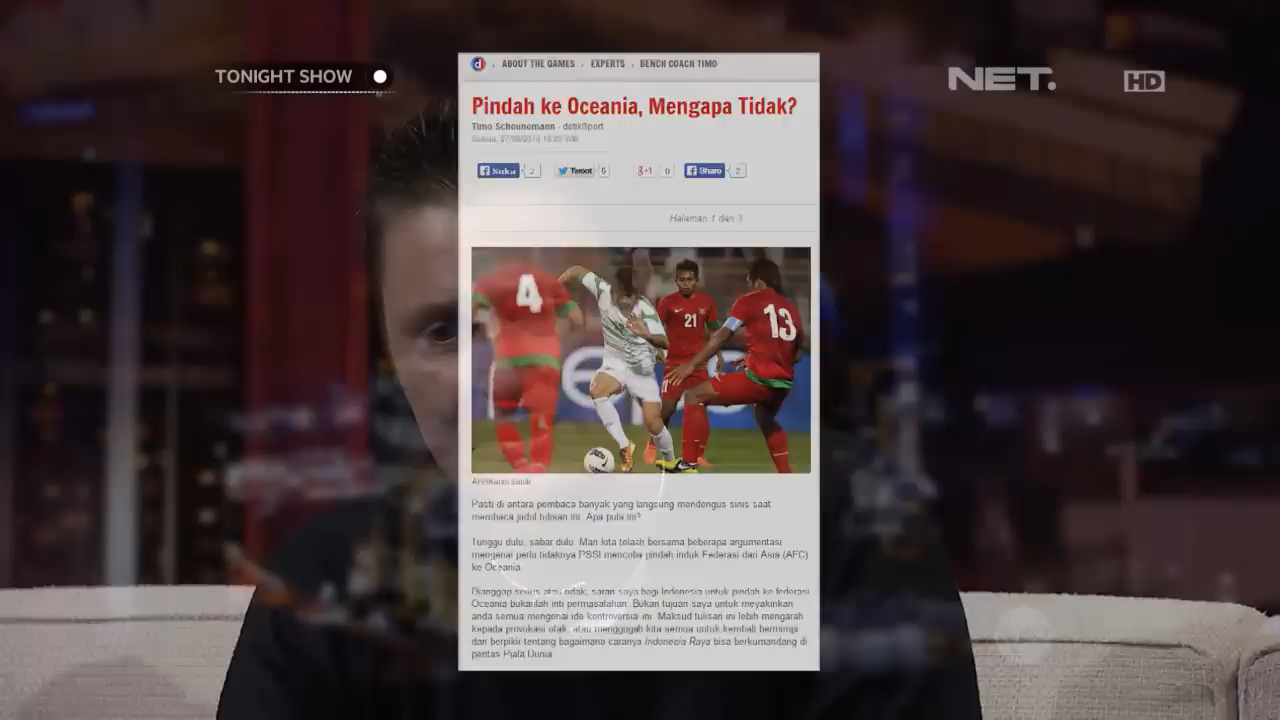 TONIGHT SHOW
NET.
HD
d › ABOUT THE GAMES › EXPERTS › BENCH COACH TIMO
Pindah ke Oceania, Mengapa Tidak?
Timo Scheunemann - detikSport
Suka 2 Tweet 6 g+1 0 Share 2
Halaman 1 dari 3
4
21
13
Pasti di antara pembaca banyak yang langsung mendengus sinis saat
membaca judul tulisan ini. Apa pula ini?
Tunggu dulu, sabar dulu. Mari kita telaah bersama beberapa argumentasi
mengenai perlu tidaknya PSSI mencoba pindah induk Federasi dari Asia (AFC)
ke Oceania.
Dianggap serius atau tidak, saran saya bagi Indonesia untuk pindah ke federasi
Oceania bukanlah inti permasalahan. Bukan tujuan saya untuk meyakinkan
anda semua mengenai ide kontroversial ini. Maksud tulisan ini lebih mengarah
kepada provokasi otak, atau menggugah kita semua untuk kembali bermimpi
dan berpikir tentang bagaimana caranya Indonesia Raya bisa berkumandang di
pentas Piala Dunia.